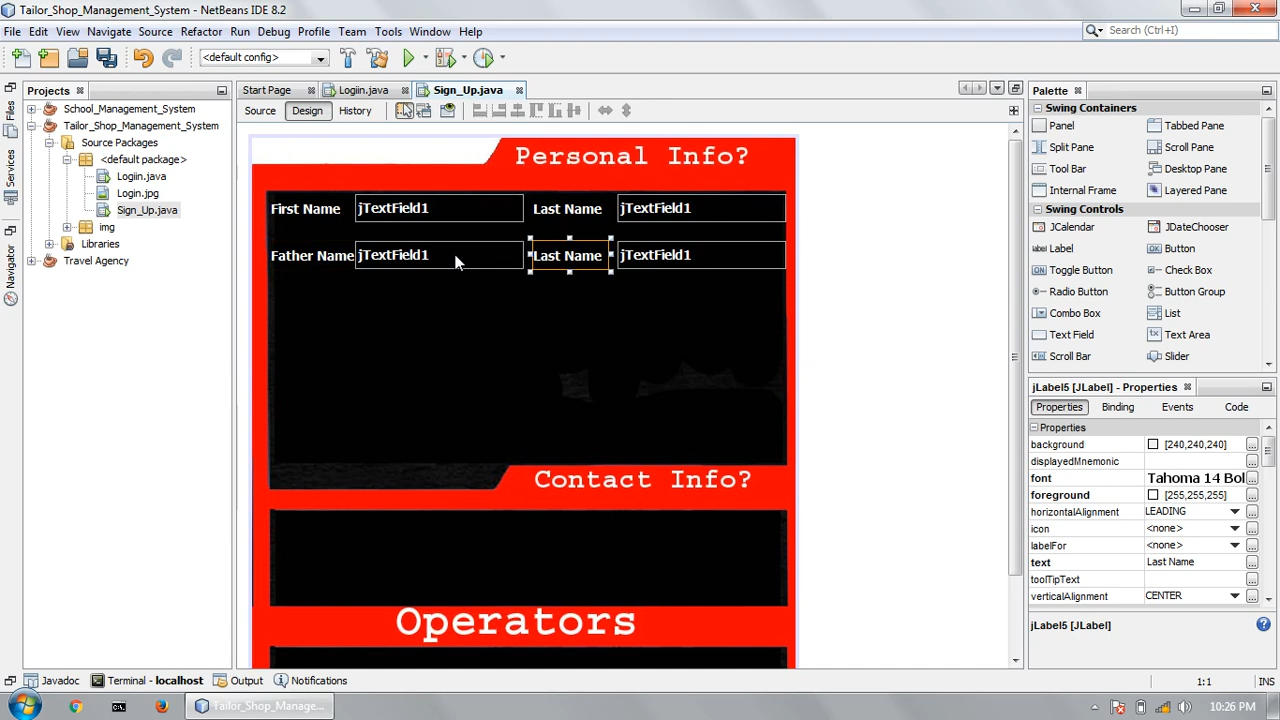 Tailor_Shop_Management_System - NetBeans IDE 8.2
File Edit View Navigate Source Refactor Run Debug Profile Team Tools Window Help
Search (Ctrl+I)
<default config>
Projects
Start Page
Logiin.java
Sign_Up.java
Palette
Source
Design
History
Files
Services
Navigator
School_Management_System
Tailor_Shop_Management_System
Source Packages
<default package>
Logiin.java
Login.jpg
Sign_Up.java
img
Libraries
Travel Agency
Personal Info?
First Name
jTextField1
Last Name
jTextField1
Father Name
jTextField1
Last Name
jTextField1
Contact Info?
Operators
Swing Containers
Panel
Tabbed Pane
Split Pane
Scroll Pane
Tool Bar
Desktop Pane
Internal Frame
Layered Pane
Swing Controls
JCalendar
JDateChooser
Label
Button
Toggle Button
Check Box
Radio Button
Button Group
Combo Box
List
Text Field
tx
Text Area
Scroll Bar
Slider
jLabel5 [JLabel] - Properties
Properties
Binding
Events
Code
Properties
background [240,240,240]
displayedMnemonic
font Tahoma 14 Bol
foreground [255,255,255]
horizontalAlignment LEADING
icon <none>
labelFor <none>
text Last Name
toolTipText
verticalAlignment CENTER
jLabel5 [JLabel]
Javadoc
Terminal - localhost
Output
Notifications
1:1
INS
Tailor_Shop_Manage...
10:26 PM